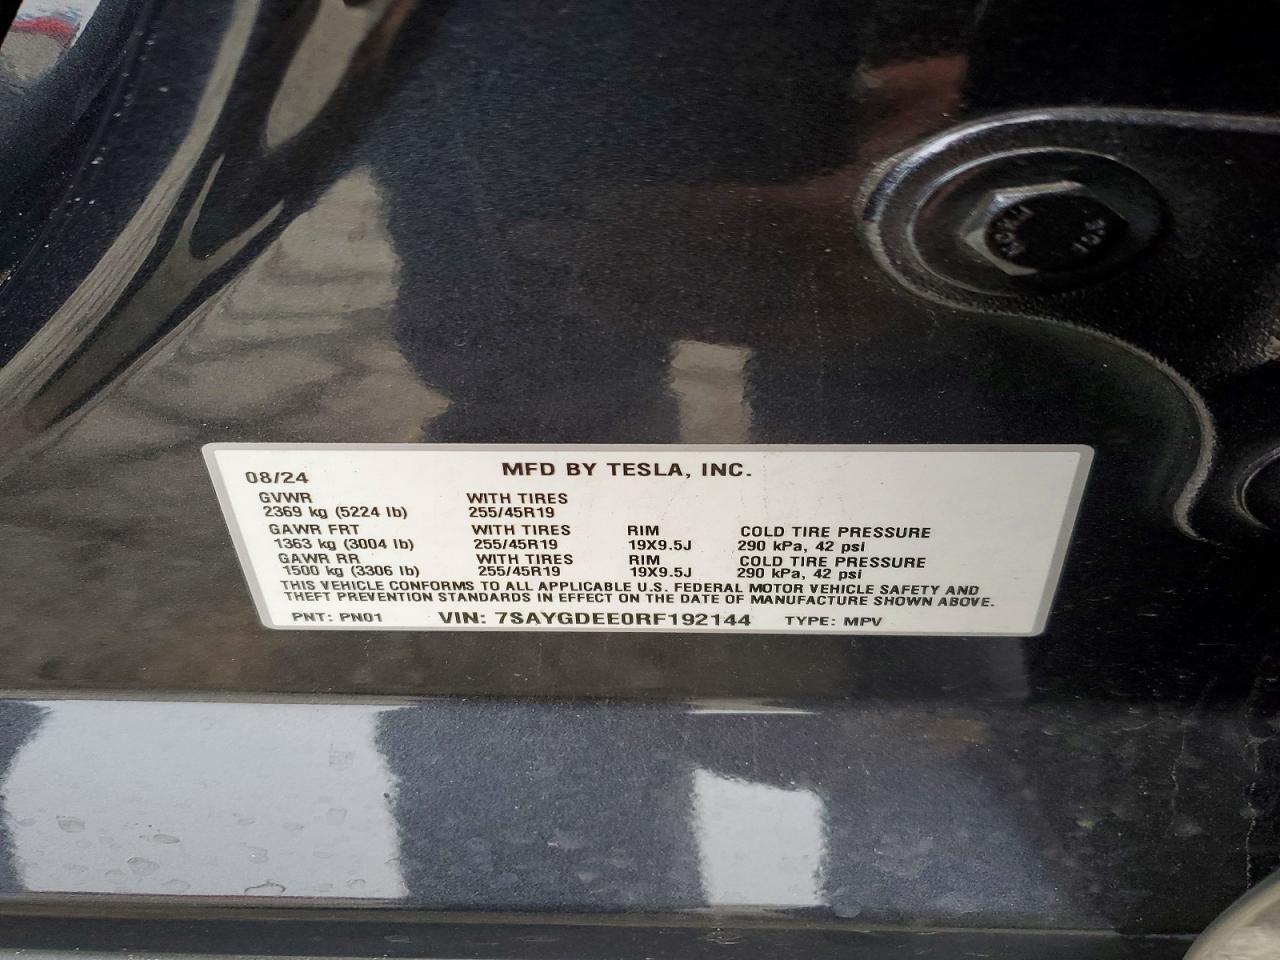 MFD BY TESLA, INC.
08/24
GVWR WITH TIRES
2369 kg (5224 lb) 255/45R19
GAWR FRT WITH TIRES RIM COLD TIRE PRESSURE
1363 kg (3004 lb) 255/45R19 19X9.5J 290 kPa, 42 psi
GAWR RR WITH TIRES RIM COLD TIRE PRESSURE
1500 kg (3306 lb) 255/45R19 19X9.5J 290 kPa, 42 psi
THIS VEHICLE CONFORMS TO ALL APPLICABLE U.S. FEDERAL MOTOR VEHICLE SAFETY AND
THEFT PREVENTION STANDARDS IN EFFECT ON THE DATE OF MANUFACTURE SHOWN ABOVE.
PNT: PN01 VIN: 7SAYGDEE0RF192144 TYPE: MPV